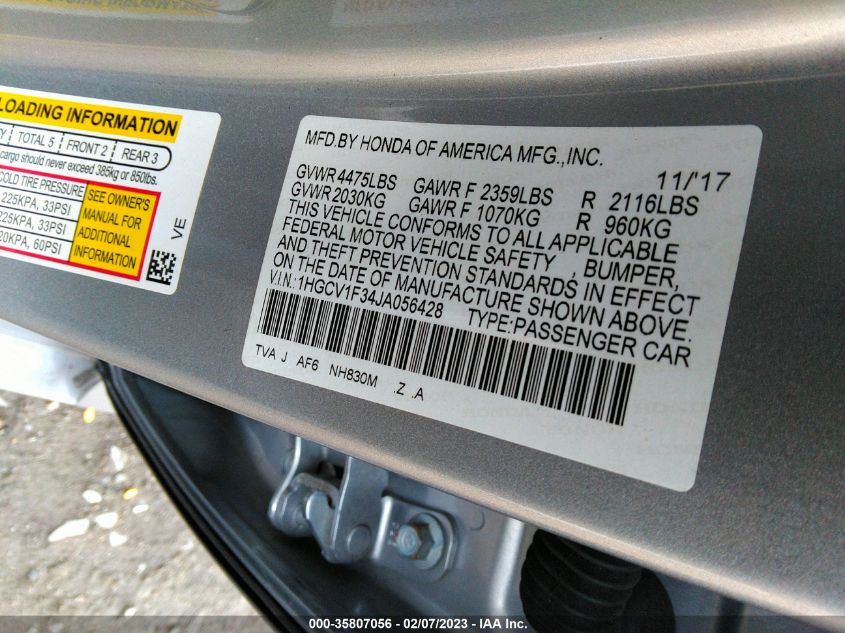 LOADING INFORMATION
TOTAL 5 FRONT 2 REAR 3
cargo should never exceed 385kg or 850lbs.
COLD TIRE PRESSURE
225KPA, 33PSI
225KPA, 33PSI
20KPA, 60PSI
SEE OWNER'S
MANUAL FOR
ADDITIONAL
INFORMATION
VE
MFD.BY HONDA OF AMERICA MFG.,INC.
11/'17
GVWR 4475LBS GAWR F 2359LBS R 2116LBS
GVWR 2030KG GAWR F 1070KG R 960KG
THIS VEHICLE CONFORMS TO ALL APPLICABLE
FEDERAL MOTOR VEHICLE SAFETY , BUMPER,
AND THEFT PREVENTION STANDARDS IN EFFECT
ON THE DATE OF MANUFACTURE SHOWN ABOVE.
V.I.N.: 1HGCV1F34JA056428 TYPE:PASSENGER CAR
TVA J AF6 NH830M .Z .A
000-35807056 — 02/07/2023 — IAA Inc.